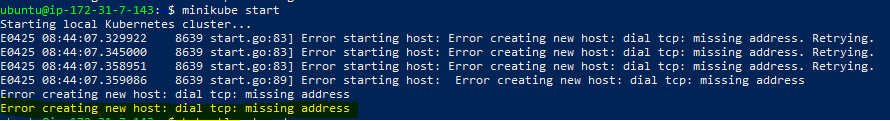 ubuntu@ip-172-31-7-143:~$ minikube start
Starting local Kubernetes cluster...
E0425 08:44:07.329922    8639 start.go:83] Error starting host: Error creating new host: dial tcp: missing address. Retrying.
E0425 08:44:07.345000    8639 start.go:83] Error starting host: Error creating new host: dial tcp: missing address. Retrying.
E0425 08:44:07.358951    8639 start.go:83] Error starting host: Error creating new host: dial tcp: missing address. Retrying.
E0425 08:44:07.359086    8639 start.go:89] Error starting host:  Error creating new host: dial tcp: missing address
Error creating new host: dial tcp: missing address
Error creating new host: dial tcp: missing address